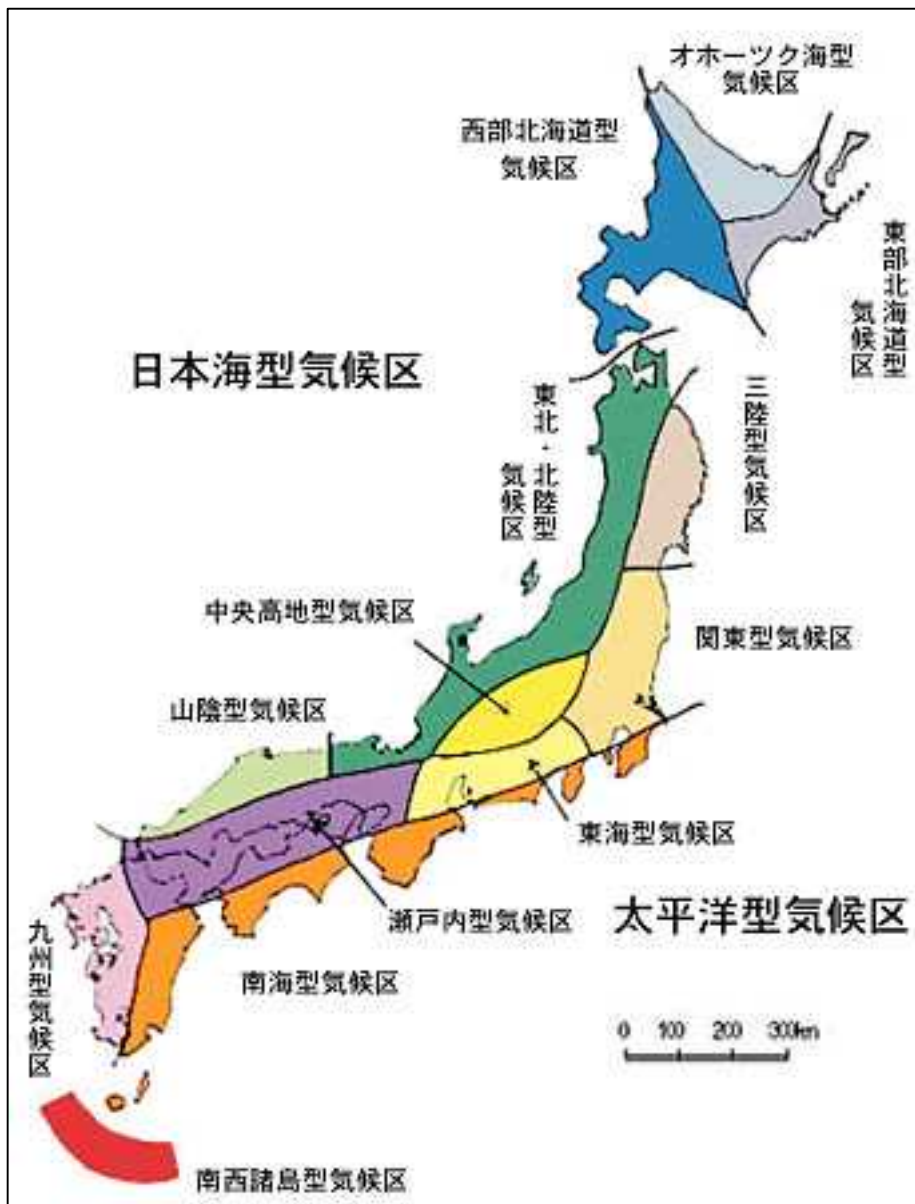 オホーツク海型
気候区
西部北海道型
気候区
東部北海道型
気候区
日本海型気候区
東北・北陸型
気候区
三陸型気候区
中央高地型気候区
関東型気候区
山陰型気候区
東海型気候区
瀬戸内型気候区
太平洋型気候区
九州型気候区
南海型気候区
0 100 200 300km
南西諸島型気候区